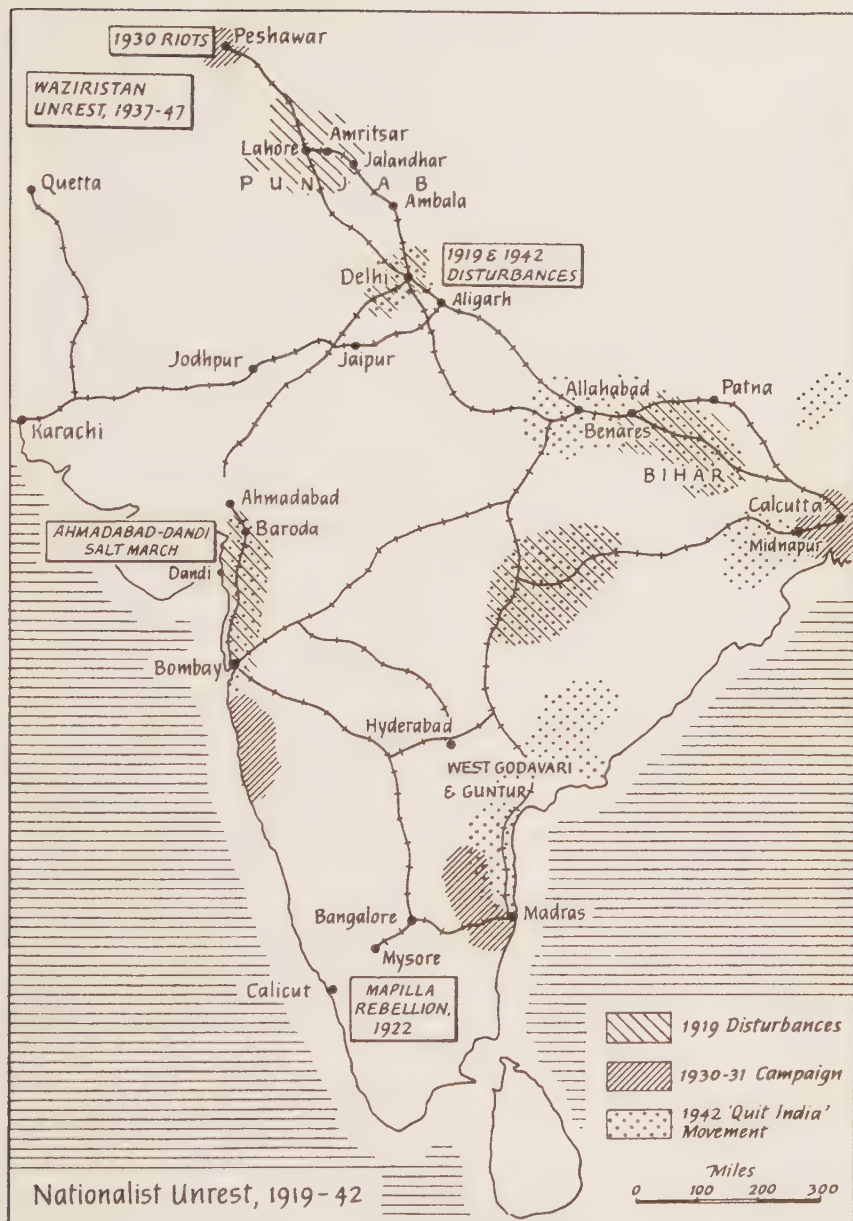 1930 RIOTS
Peshawar
WAZIRISTAN
UNREST, 1937-47
Amritsar
Lahore
Jalandhar
PUNJAB
Quetta
Ambala
Delhi
1919 & 1942
DISTURBANCES
Aligarh
Jodhpur
Jaipur
Allahabad
Patna
Karachi
Benares
BIHAR
Ahmadabad
Calcutta
AHMADABAD-DANDI
SALT MARCH
Baroda
Midnapur
Dandi
Bombay
Hyderabad
WEST GODAVARI
& GUNTUR
Bangalore
Madras
Mysore
Calicut
MAPILLA
REBELLION,
1922
1919 Disturbances
1930-31 Campaign
1942 'Quit India'
Movement
Miles
0 100 200 300
Nationalist Unrest, 1919-42